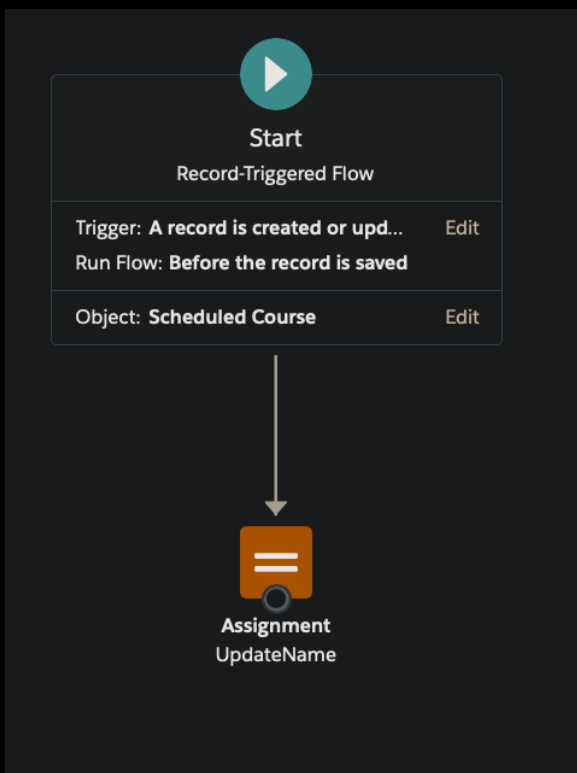 Start
Record-Triggered Flow
Trigger: A record is created or upd... Edit
Run Flow: Before the record is saved
Object: Scheduled Course Edit
Assignment
UpdateName